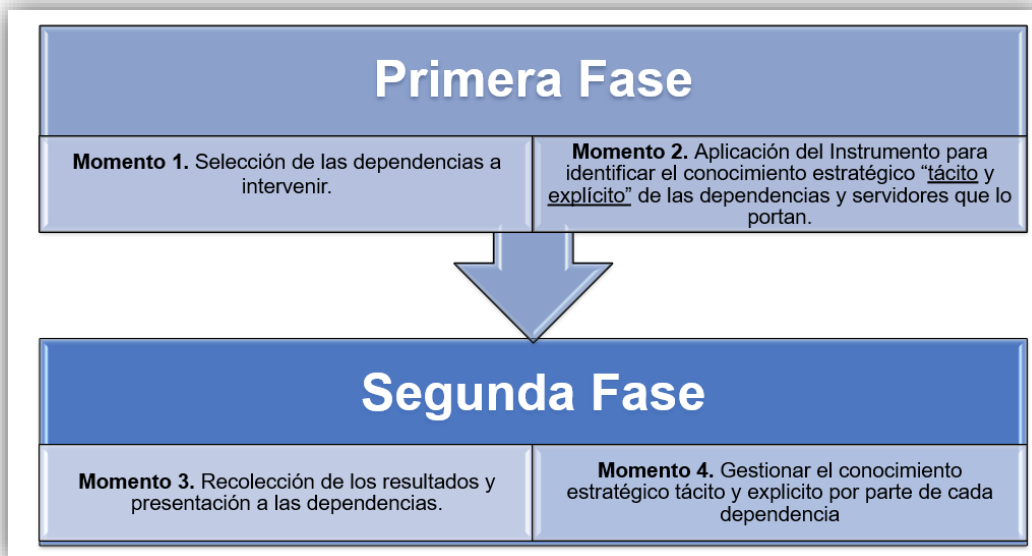 Primera Fase
Momento 1. Selección de las dependencias a
intervenir.
Momento 2. Aplicación del Instrumento para
identificar el conocimiento estratégico “tácito y
explícito” de las dependencias y servidores que lo
portan.
Segunda Fase
Momento 3. Recolección de los resultados y
presentación a las dependencias.
Momento 4. Gestionar el conocimiento
estratégico tácito y explicito por parte de cada
dependencia